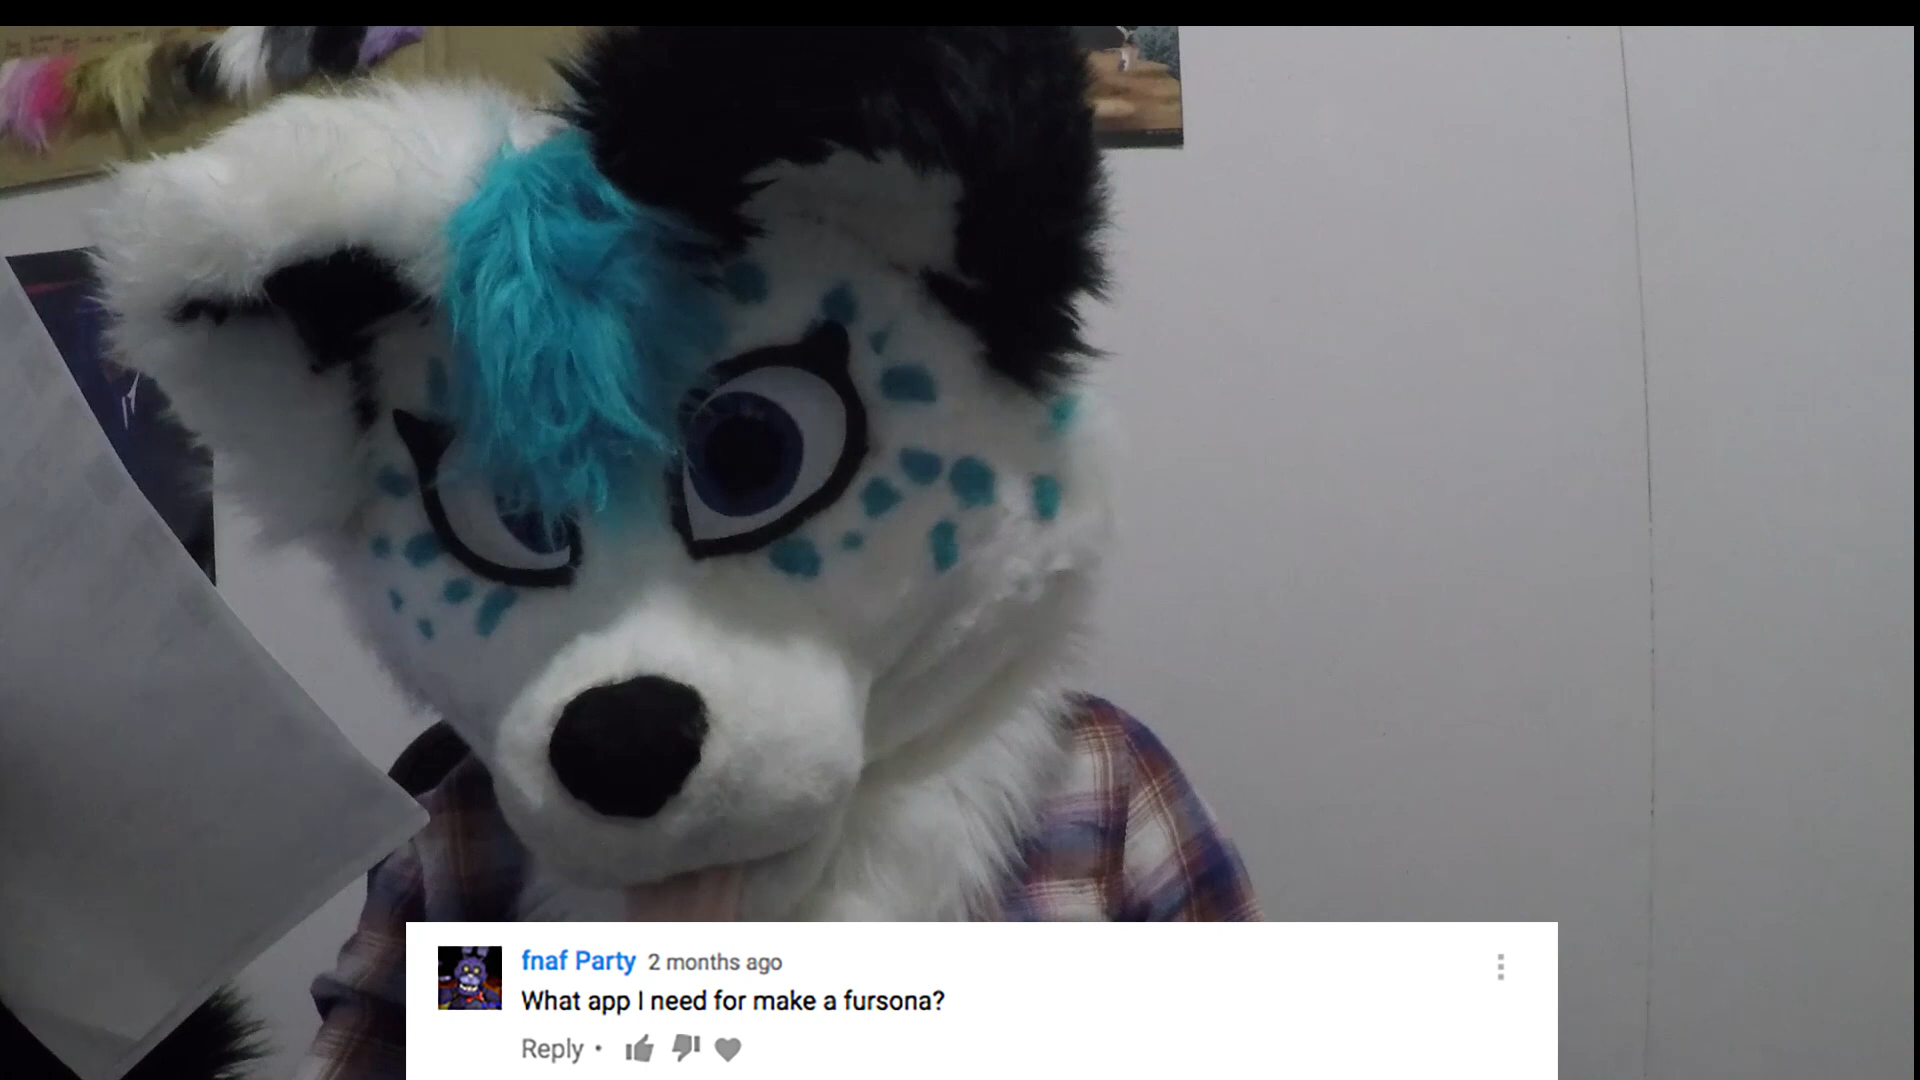 fnaf Party 2 months ago
What app I need for make a fursona?
Reply •